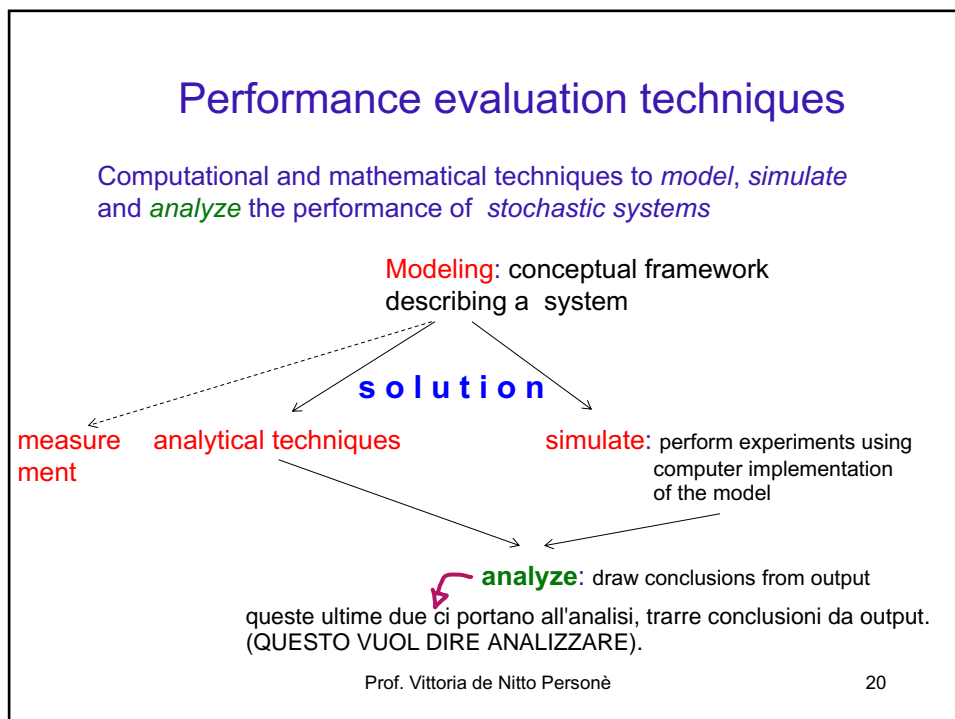 Performance evaluation techniques
Computational and mathematical techniques to model, simulate
and analyze the performance of stochastic systems
Modeling: conceptual framework
describing a system
solution
measure
ment
analytical techniques
simulate: perform experiments using
computer implementation
of the model
analyze: draw conclusions from output
queste ultime due ci portano all'analisi, trarre conclusioni da output.
(QUESTO VUOL DIRE ANALIZZARE).
Prof. Vittoria de Nitto Personè
20